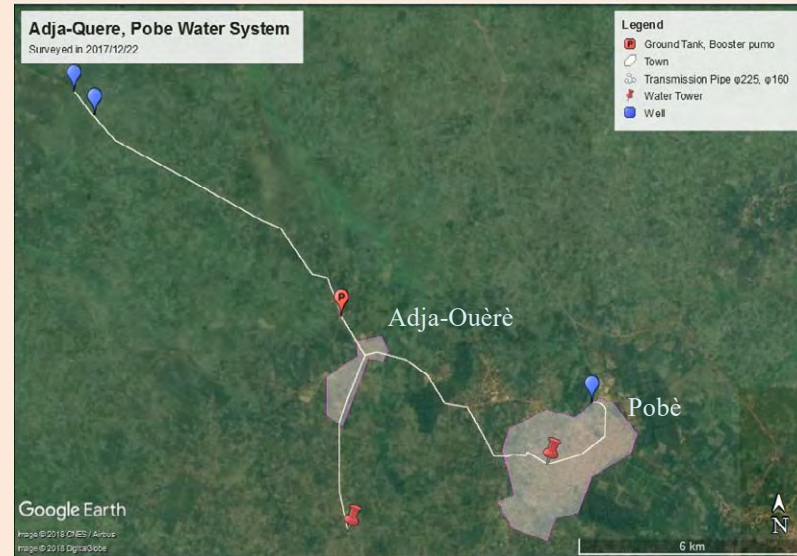 Adja-Quere, Pobe Water System
Surveyed in 2017/12/22
Legend
P Ground Tank, Booster pumo
Town
Transmission Pipe φ225, φ160
Water Tower
Well
P
Adja-Ouèrè
Pobè
Google Earth
Image © 2018 CNES / Airbus
Image © 2018 DigitalGlobe
6 km
N